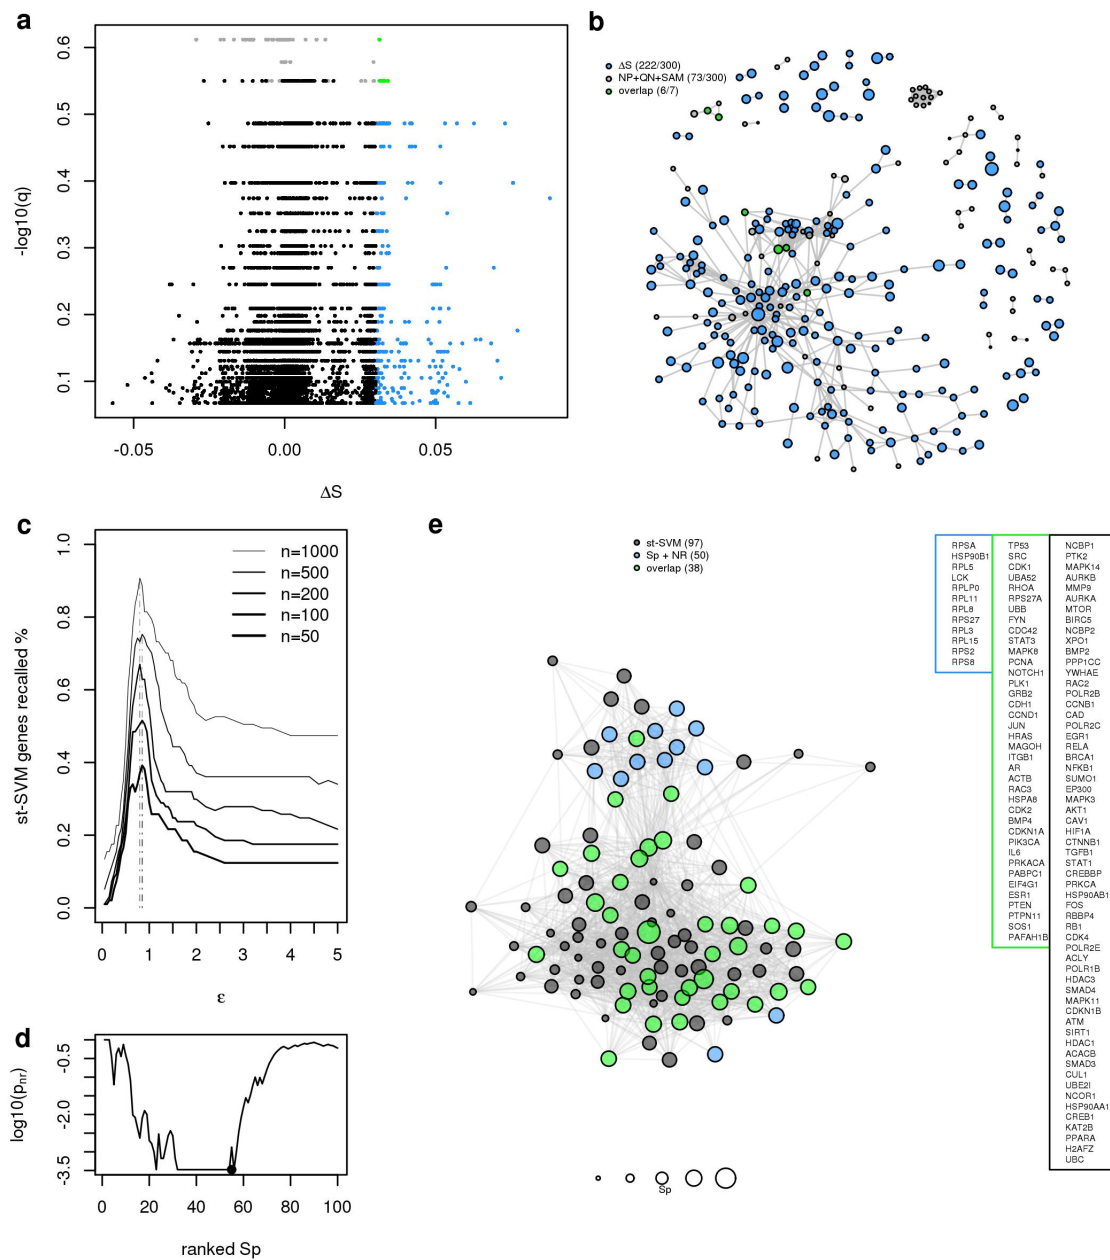 a
0.6
0.5
0.4
0.3
0.2
0.1
-log10(q)
-0.05 0.00 0.05
ΔS
b
ΔS (222/300)
NP+QN+SAM (73/300)
overlap (6/7)
c
1.0
0.8
0.6
0.4
0.2
0.0
st-SVM genes recalled %
n=1000
n=500
n=200
n=100
n=50
0 1 2 3 4 5
ε
d
-0.5
-2.0
-3.5
log10(pnr)
0 20 40 60 80 100
ranked Sp
e
st-SVM (97)
Sp + NR (50)
overlap (38)
Sp
RPSA
HSP90B1
RPL5
LCK
RPLP0
RPL11
RPL8
RPS27
RPL3
RPL15
RPS2
RPS8
TP53
SRC
CDK1
UBA52
RHOA
RPS27A
UBB
FYN
CDC42
STAT3
MAPK8
PCNA
NOTCH1
PLK1
GRB2
CDH1
CCND1
JUN
HRAS
MAGOH
ITGB1
AR
ACTB
RAC3
HSPA8
CDK2
BMP4
CDKN1A
PIK3CA
IL6
PRKACA
PABPC1
EIF4G1
ESR1
PTEN
PTPN11
SOS1
PAFAH1B
NCBP1
PTK2
MAPK14
AURKB
MMP9
AURKA
MTOR
BIRC5
NCBP2
XPO1
BMP2
PPP1CC
YWHAE
RAC2
POLR2B
CCNB1
CAD
POLR2C
EGR1
RELA
BRCA1
NFKB1
SUMO1
EP300
MAPK3
AKT1
CAV1
HIF1A
CTNNB1
TGFB1
STAT1
CREBBP
PRKCA
HSP90AB1
FOS
RBBP4
RB1
CDK4
POLR2E
ACLY
POLR1B
HDAC3
SMAD4
MAPK11
CDKN1B
ATM
SIRT1
HDAC1
ACACB
SMAD3
CUL1
UBE2I
NCOR1
HSP90AA1
CREB1
KAT2B
PPARA
H2AFZ
UBC